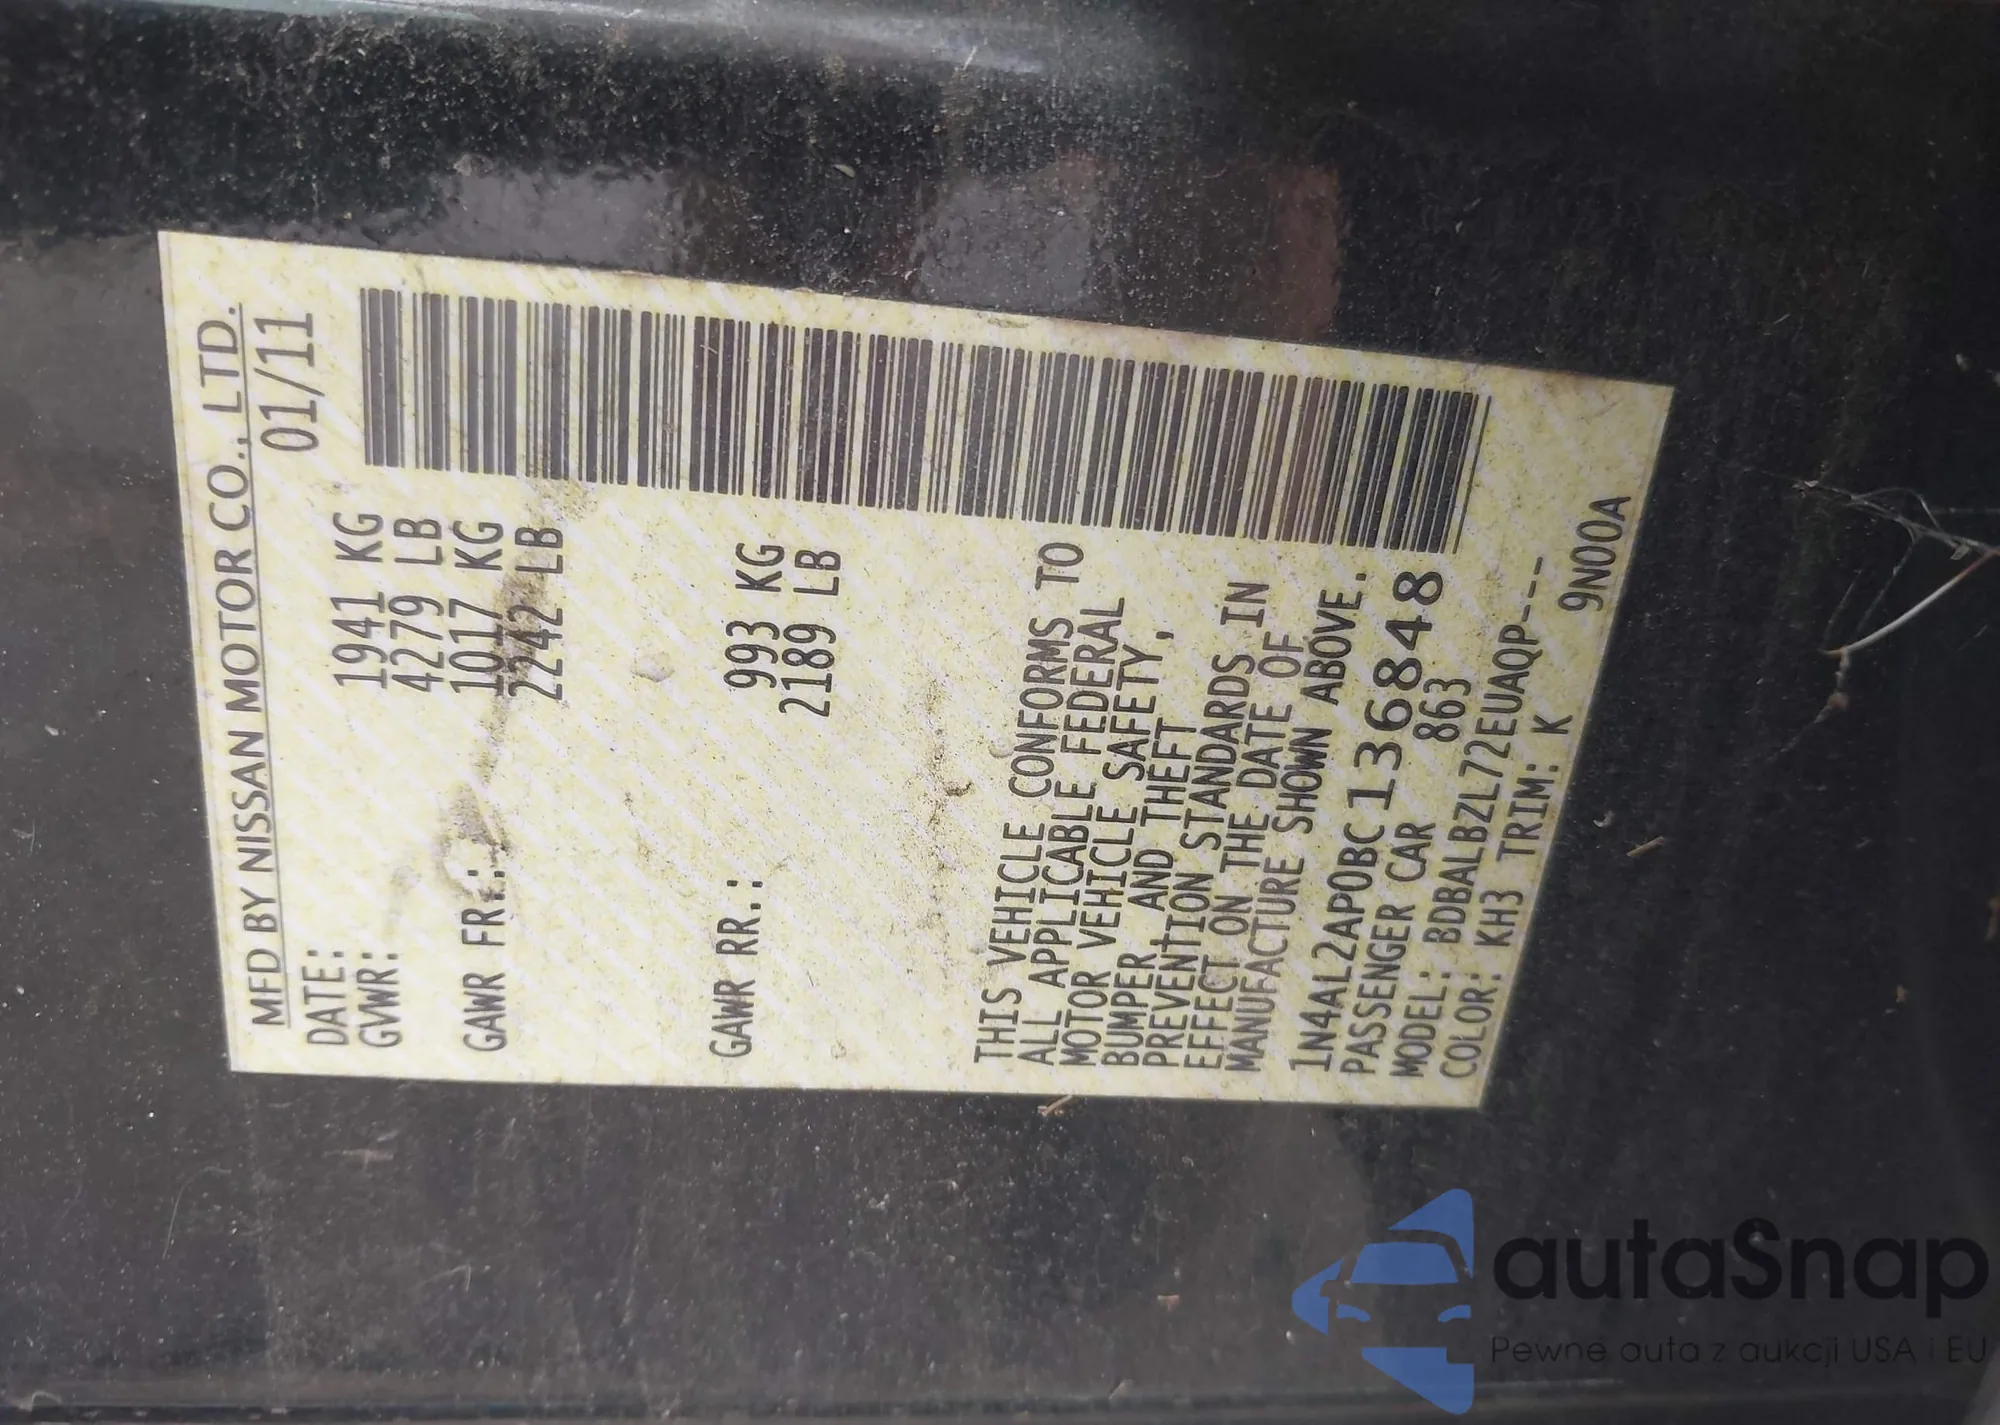 MFD BY NISSAN MOTOR CO., LTD.
DATE: 01/11
GVWR: 1941 KG
4279 LB
GAWR FR.: 1017 KG
2242 LB
GAWR RR.: 993 KG
2189 LB
THIS VEHICLE CONFORMS TO
ALL APPLICABLE FEDERAL
MOTOR VEHICLE SAFETY,
BUMPER, AND THEFT
PREVENTION STANDARDS IN
EFFECT ON THE DATE OF
MANUFACTURE SHOWN ABOVE.
1N4AL2AP0BC136848
PASSENGER CAR 863
MODEL: BDBALBZL72EUAQP---
COLOR: KH3 TRIM: K 9N00A
autaSnap
Pewne auta z aukcji USA i EU